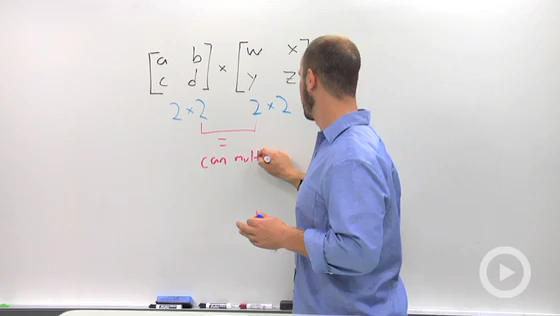 [a b] × [w x]
[c d] [y z]
2×2 2×2
=
can mult